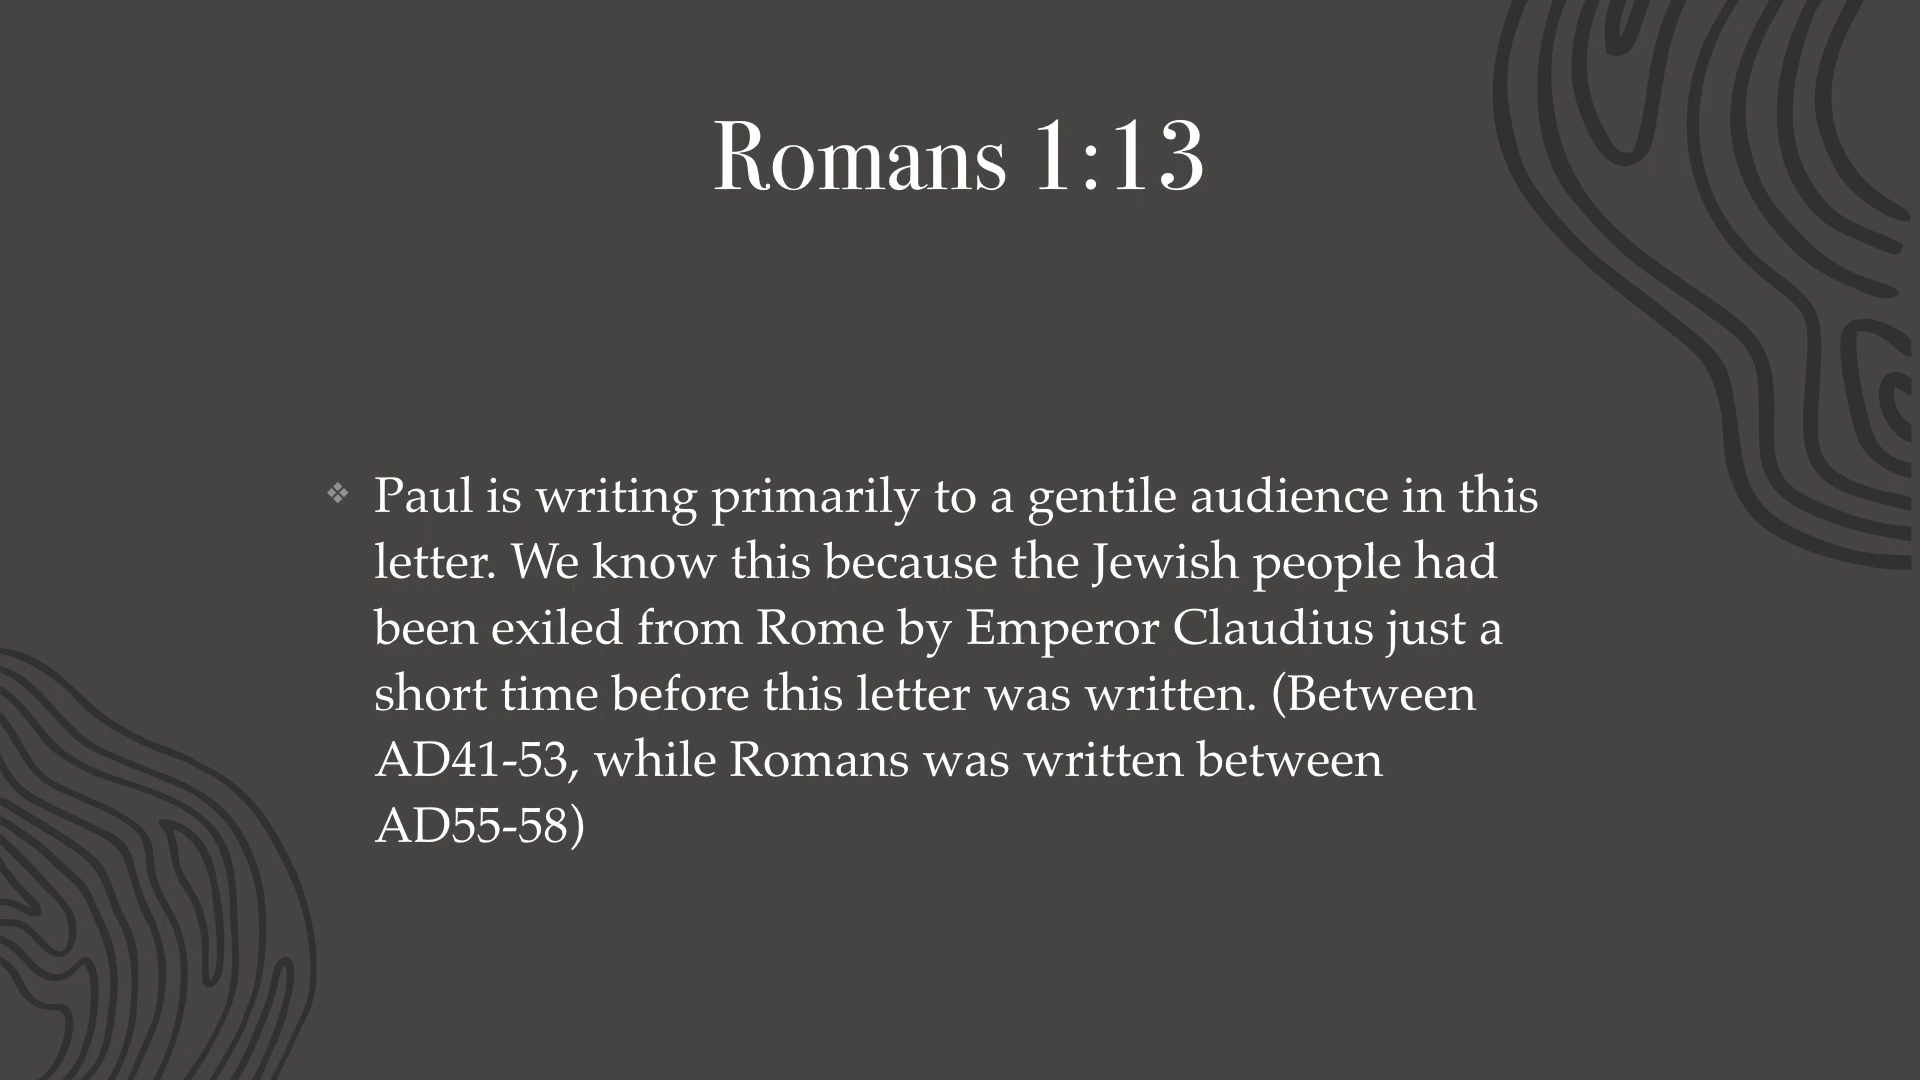 Romans 1:13
Paul is writing primarily to a gentile audience in this
letter. We know this because the Jewish people had
been exiled from Rome by Emperor Claudius just a
short time before this letter was written. (Between
AD41-53, while Romans was written between
AD55-58)